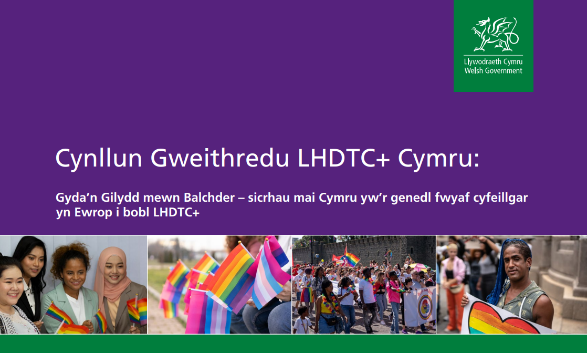 Llywodraeth Cymru
Welsh Government
Cynllun Gweithredu LHDTC+ Cymru:
Gyda'n Gilydd mewn Balchder – sicrhau mai Cymru yw'r genedl fwyaf cyfeillgar
yn Ewrop i bobl LHDTC+